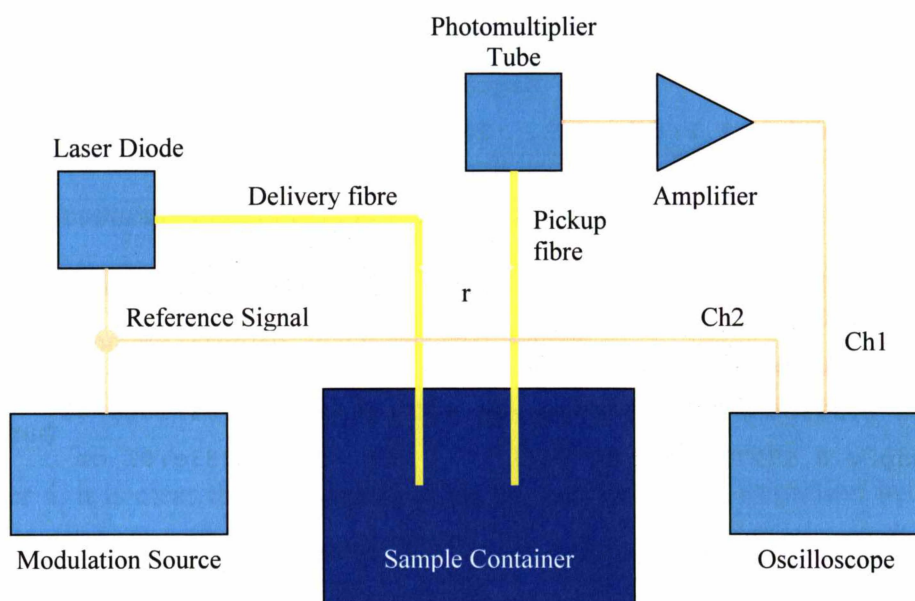 Photomultiplier
Tube
Laser Diode
Delivery fibre
Amplifier
Pickup
fibre
r
Reference Signal
Ch2
Ch1
Modulation Source
Sample Container
Oscilloscope